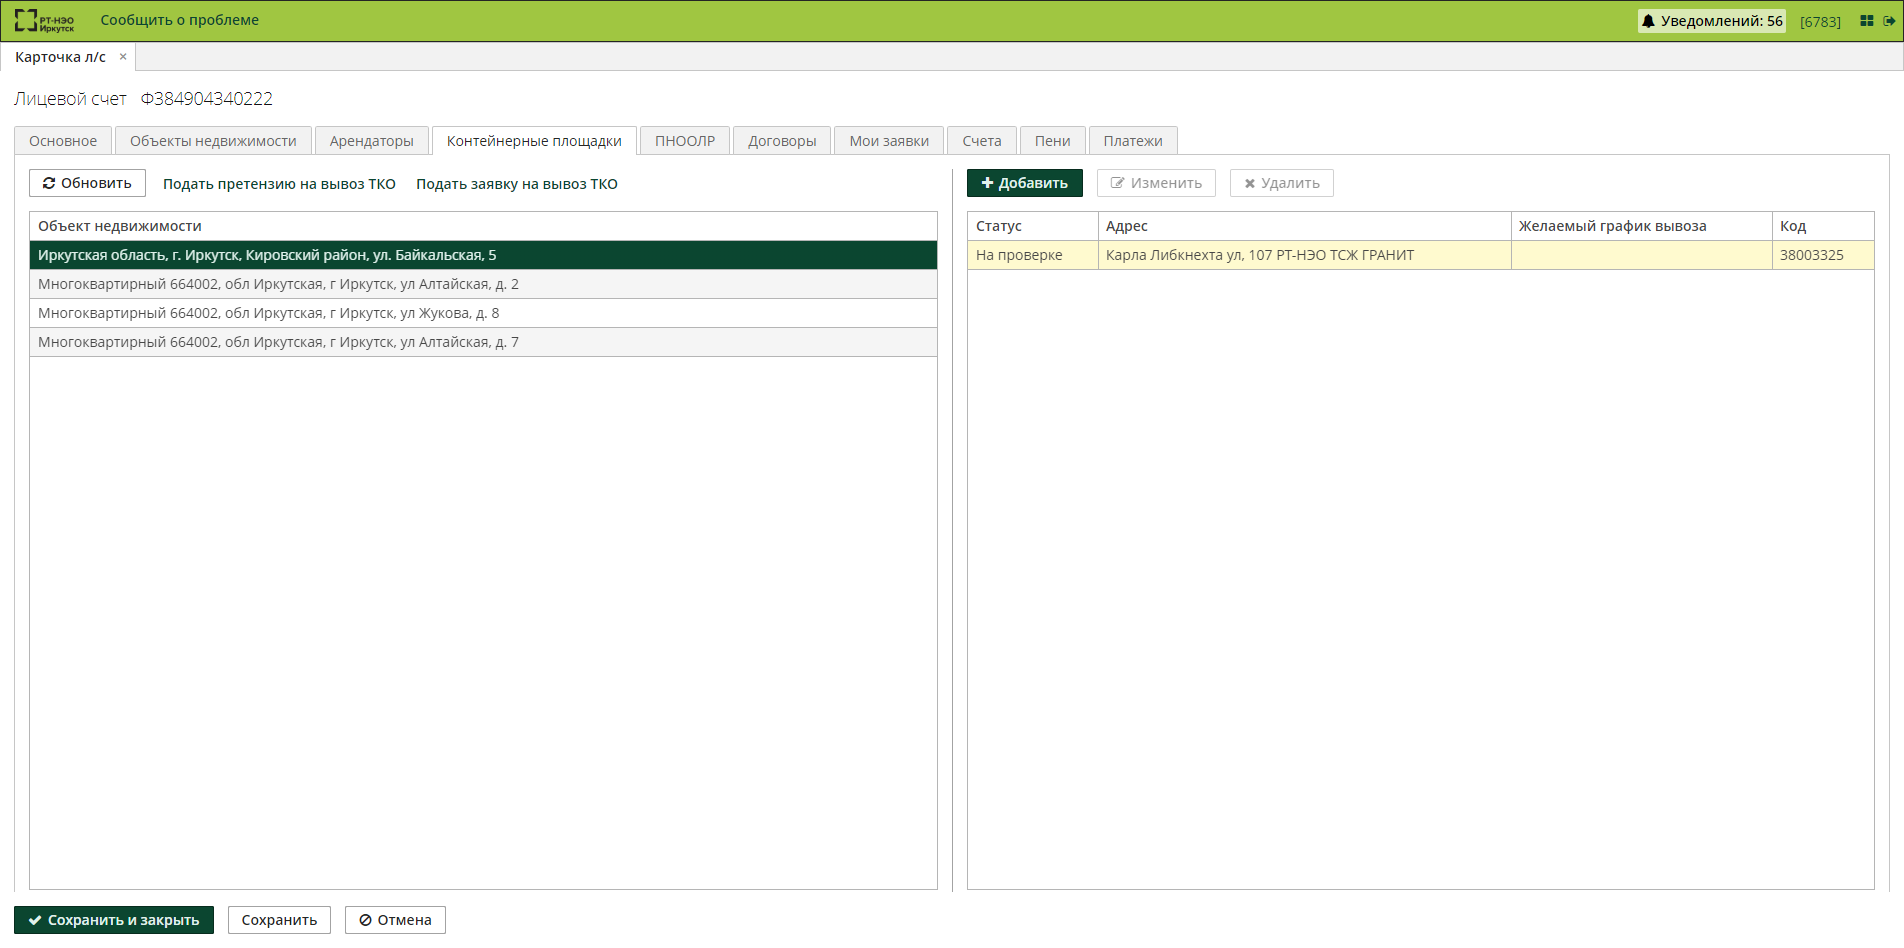 РТ-НЭО
Иркутск
Сообщить о проблеме
Уведомлений: 56
[6783]
Карточка л/с ×
Лицевой счет Ф384904340222
Основное
Объекты недвижимости
Арендаторы
Контейнерные площадки
ПНООЛР
Договоры
Мои заявки
Счета
Пени
Платежи
Обновить
Подать претензию на вывоз ТКО
Подать заявку на вывоз ТКО
Объект недвижимости
Иркутская область, г. Иркутск, Кировский район, ул. Байкальская, 5
Многоквартирный 664002, обл Иркутская, г Иркутск, ул Алтайская, д. 2
Многоквартирный 664002, обл Иркутская, г Иркутск, ул Жукова, д. 8
Многоквартирный 664002, обл Иркутская, г Иркутск, ул Алтайская, д. 7
Добавить
Изменить
Удалить
Статус Адрес Желаемый график вывоза Код
На проверке Карла Либкнехта ул, 107 РТ-НЭО ТСЖ ГРАНИТ 38003325
Сохранить и закрыть
Сохранить
Отмена